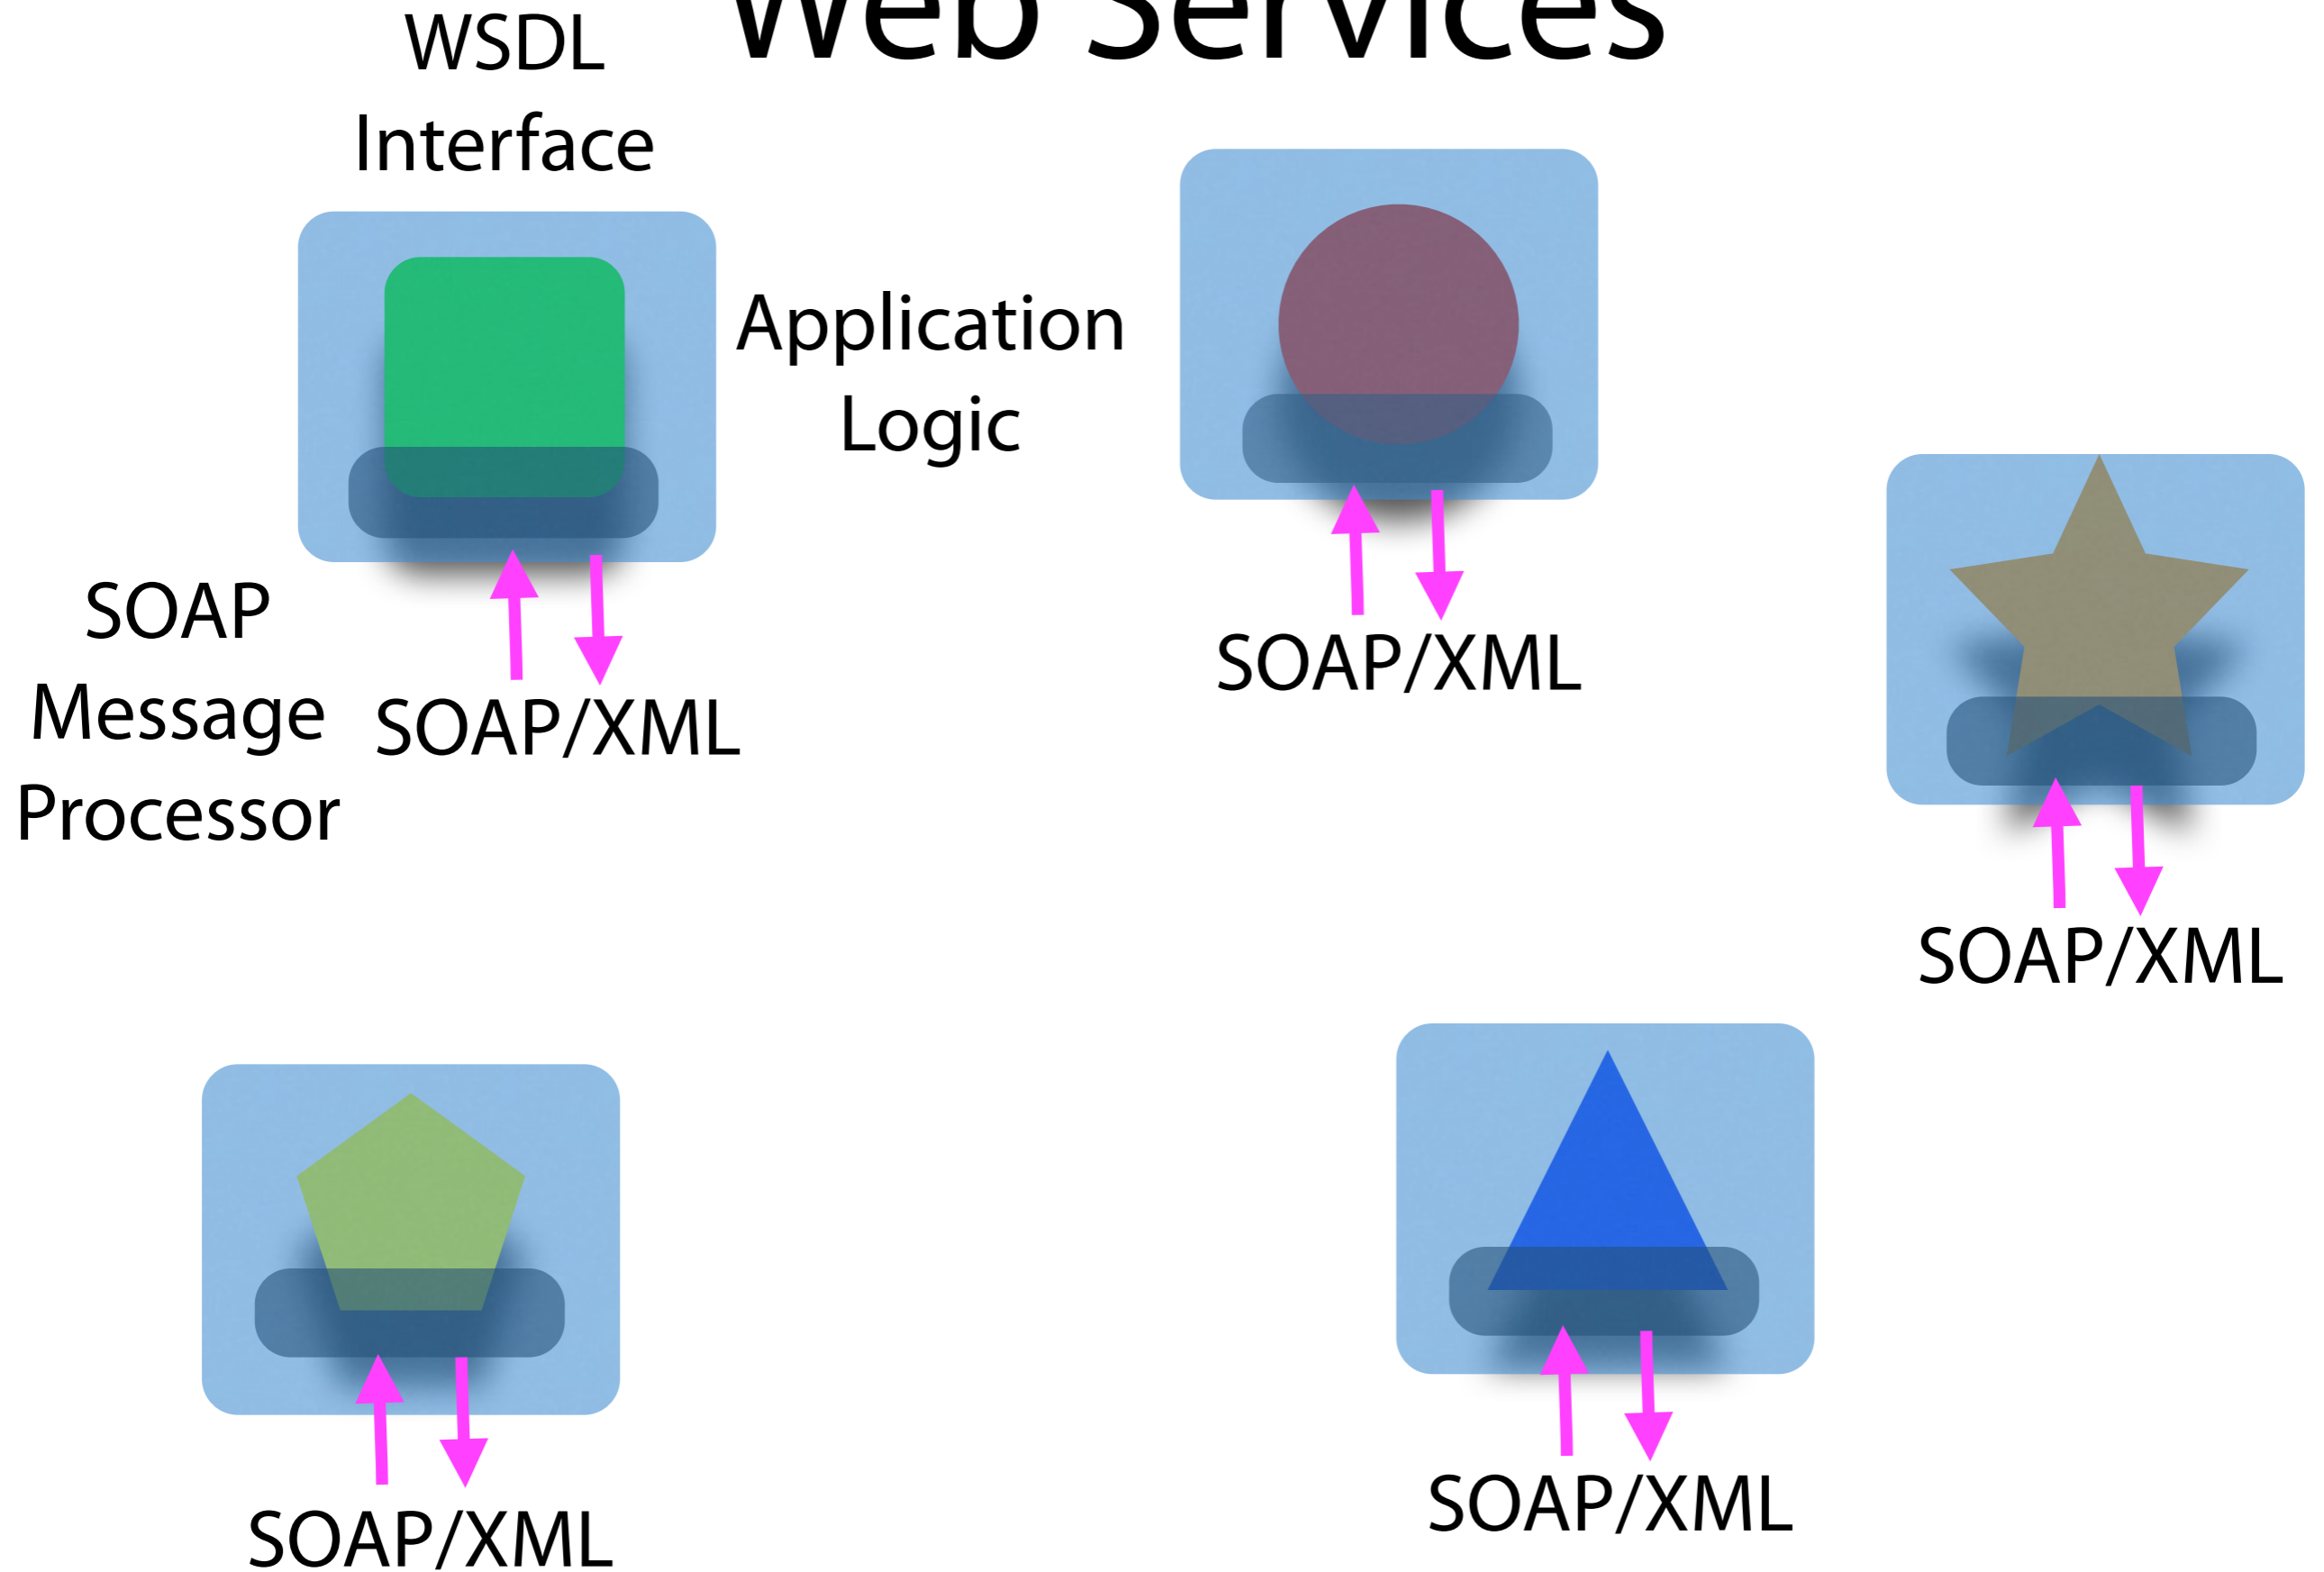 Web Services
WSDL
Interface
Application
Logic
SOAP
Message
Processor
SOAP/XML
SOAP/XML
SOAP/XML
SOAP/XML
SOAP/XML